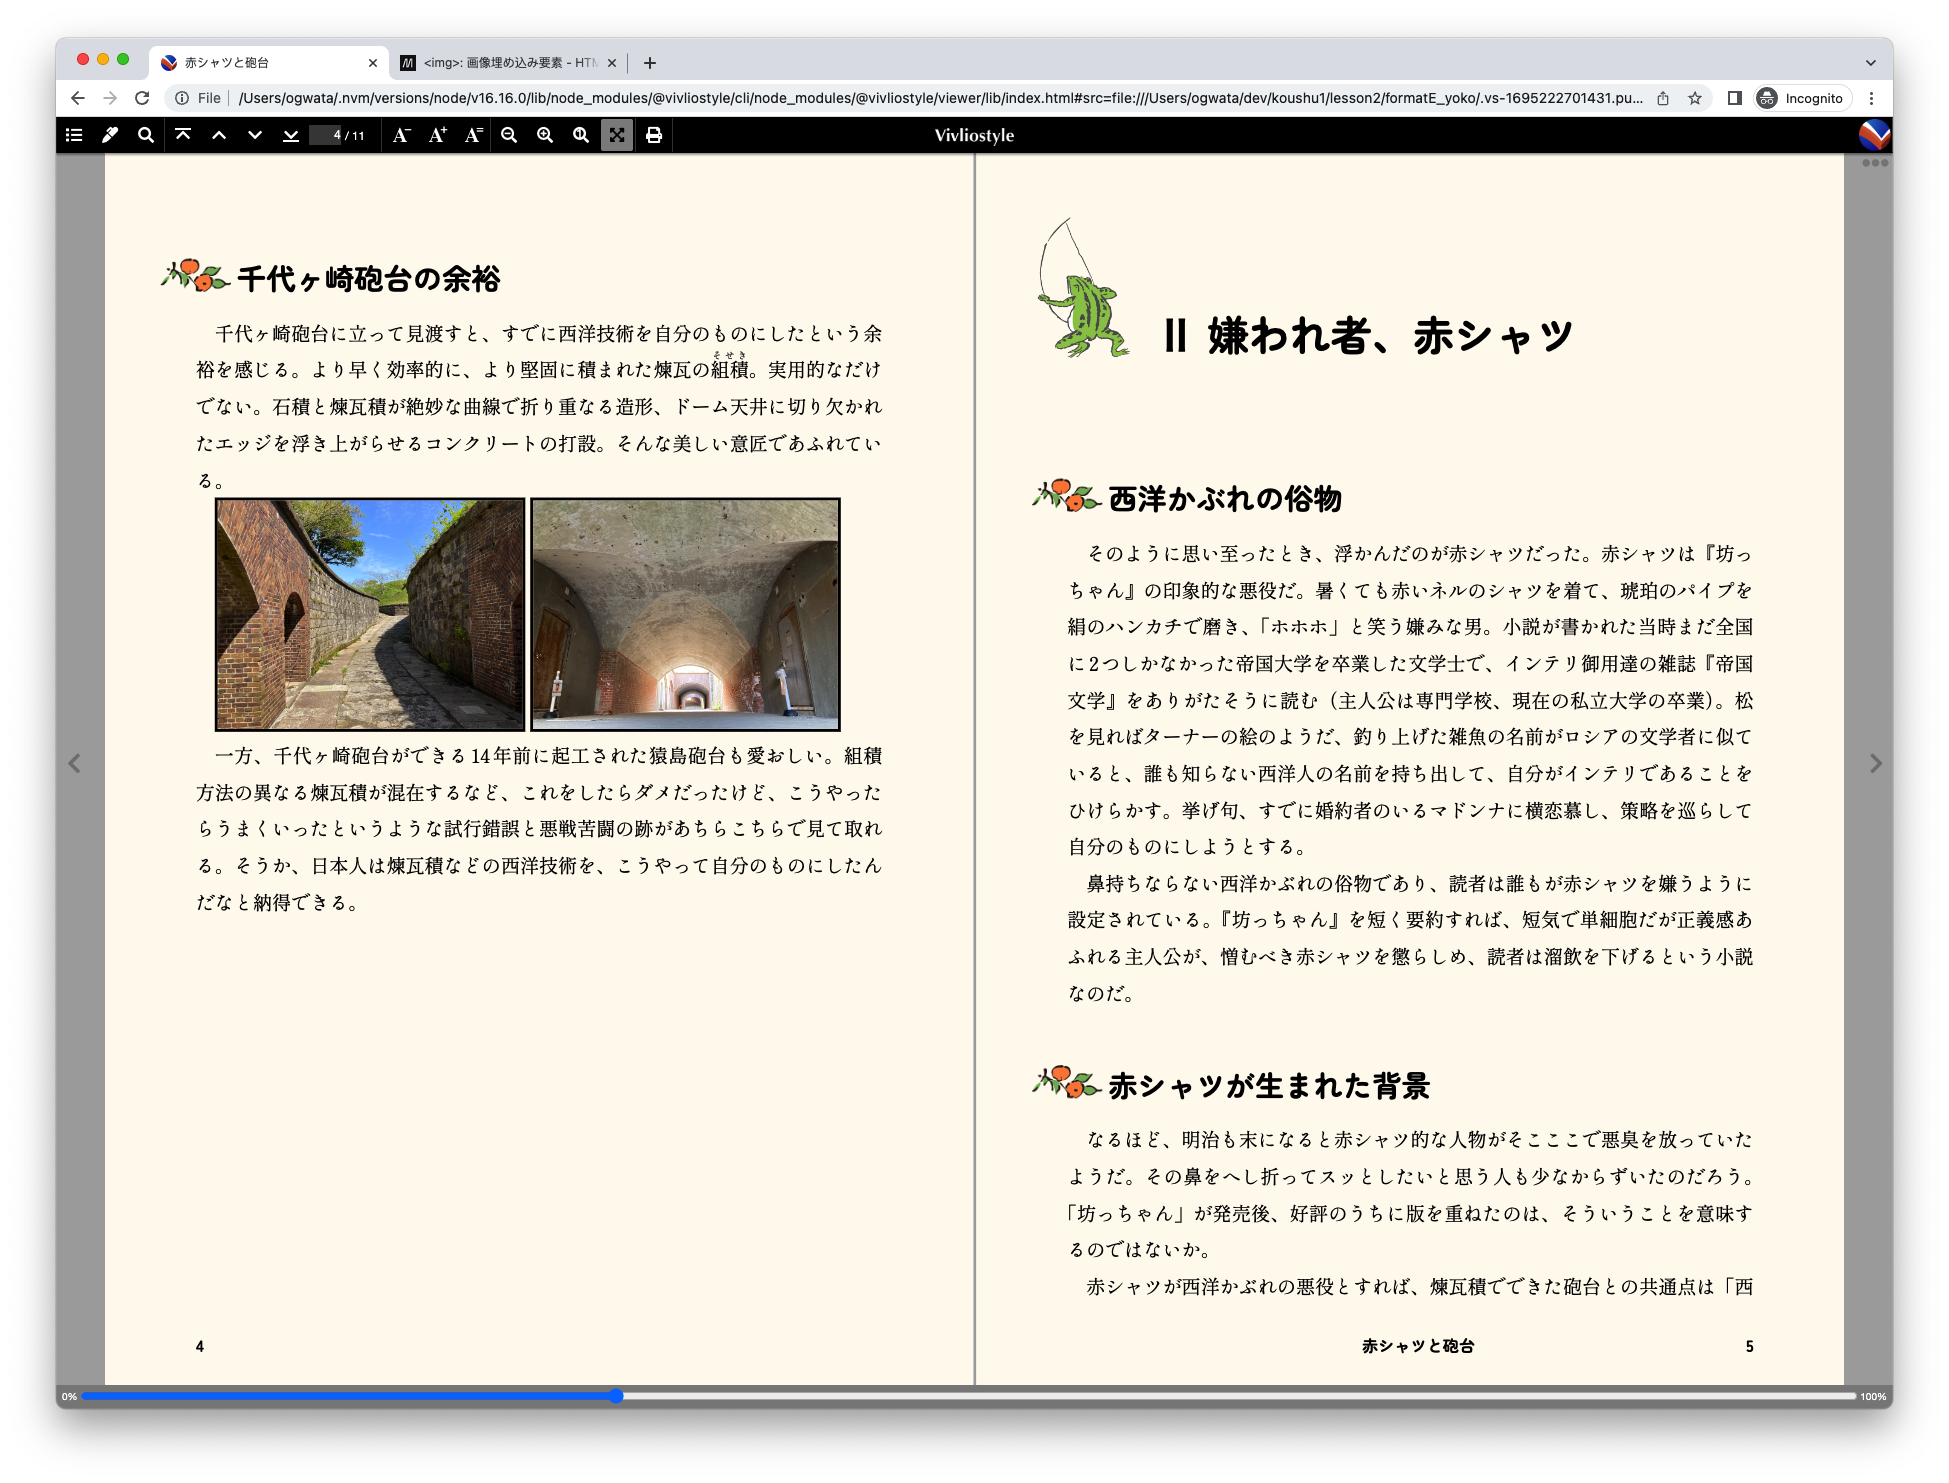 赤シャツと砲台
<img>: 画像埋め込み要素 - HTM
File
/Users/ogwata/.nvm/versions/node/v16.16.0/lib/node_modules/@vivliostyle/cli/node_modules/@vivliostyle/viewer/lib/index.html#src=file:///Users/ogwata/dev/koushu1/lesson2/formatE_yoko/.vs-1695222701431.pu...
Incognito
4 / 11
A-
A+
A=
Vivliostyle
千代ヶ崎砲台の余裕
千代ヶ崎砲台に立って見渡すと、すでに西洋技術を自分のものにしたという余
そせき
裕を感じる。より早く効率的に、より堅固に積まれた煉瓦の組積。実用的なだけ
でない。石積と煉瓦積が絶妙な曲線で折り重なる造形、ドーム天井に切り欠かれ
たエッジを浮き上がらせるコンクリートの打設。そんな美しい意匠であふれてい
る。
一方、千代ヶ崎砲台ができる14年前に起工された猿島砲台も愛おしい。組積
方法の異なる煉瓦積が混在するなど、これをしたらダメだったけど、こうやった
らうまくいったというような試行錯誤と悪戦苦闘の跡があちらこちらで見て取れ
る。そうか、日本人は煉瓦積などの西洋技術を、こうやって自分のものにしたん
だなと納得できる。
4
II 嫌われ者、赤シャツ
西洋かぶれの俗物
そのように思い至ったとき、浮かんだのが赤シャツだった。赤シャツは『坊っ
ちゃん』の印象的な悪役だ。暑くても赤いネルのシャツを着て、琥珀のパイプを
絹のハンカチで磨き、「ホホホ」と笑う嫌みな男。小説が書かれた当時まだ全国
に2つしかなかった帝国大学を卒業した文学士で、インテリ御用達の雑誌『帝国
文学』をありがたそうに読む（主人公は専門学校、現在の私立大学の卒業）。松
を見ればターナーの絵のようだ、釣り上げた雑魚の名前がロシアの文学者に似て
いると、誰も知らない西洋人の名前を持ち出して、自分がインテリであることを
ひけらかす。挙げ句、すでに婚約者のいるマドンナに横恋慕し、策略を巡らして
自分のものにしようとする。
鼻持ちならない西洋かぶれの俗物であり、読者は誰もが赤シャツを嫌うように
設定されている。『坊っちゃん』を短く要約すれば、短気で単細胞だが正義感あ
ふれる主人公が、憎むべき赤シャツを懲らしめ、読者は溜飲を下げるという小説
なのだ。
赤シャツが生まれた背景
なるほど、明治も末になると赤シャツ的な人物がそこここで悪臭を放っていた
ようだ。その鼻をへし折ってスッとしたいと思う人も少なからずいたのだろう。
「坊っちゃん」が発売後、好評のうちに版を重ねたのは、そういうことを意味す
るのではないか。
赤シャツが西洋かぶれの悪役とすれば、煉瓦積でできた砲台との共通点は「西
赤シャツと砲台
5
0%
100%